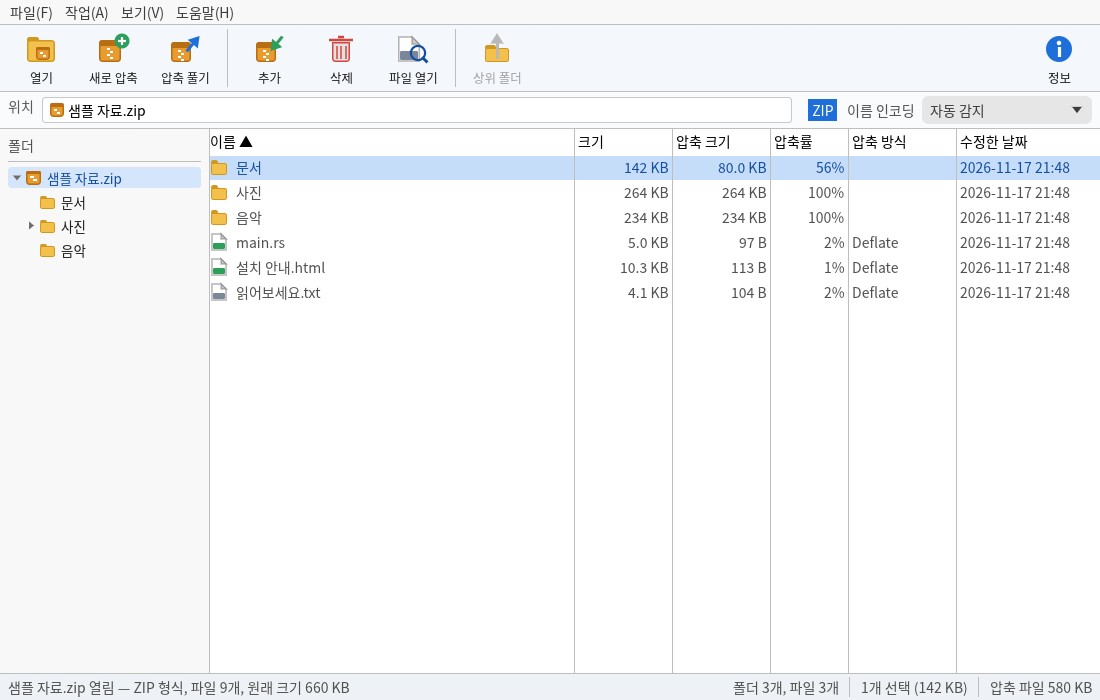 파일(F) 작업(A) 보기(V) 도움말(H)
열기 새로 압축 압축 풀기 추가 삭제 파일 열기 상위 폴더 정보
위치 샘플 자료.zip ZIP 이름 인코딩 자동 감지
폴더
샘플 자료.zip
문서
사진
음악
이름 ▲ 크기 압축 크기 압축률 압축 방식 수정한 날짜
문서 142 KB 80.0 KB 56% 2026-11-17 21:48
사진 264 KB 264 KB 100% 2026-11-17 21:48
음악 234 KB 234 KB 100% 2026-11-17 21:48
main.rs 5.0 KB 97 B 2% Deflate 2026-11-17 21:48
설치 안내.html 10.3 KB 113 B 1% Deflate 2026-11-17 21:48
읽어보세요.txt 4.1 KB 104 B 2% Deflate 2026-11-17 21:48
샘플 자료.zip 열림 — ZIP 형식, 파일 9개, 원래 크기 660 KB 폴더 3개, 파일 3개 1개 선택 (142 KB) 압축 파일 580 KB